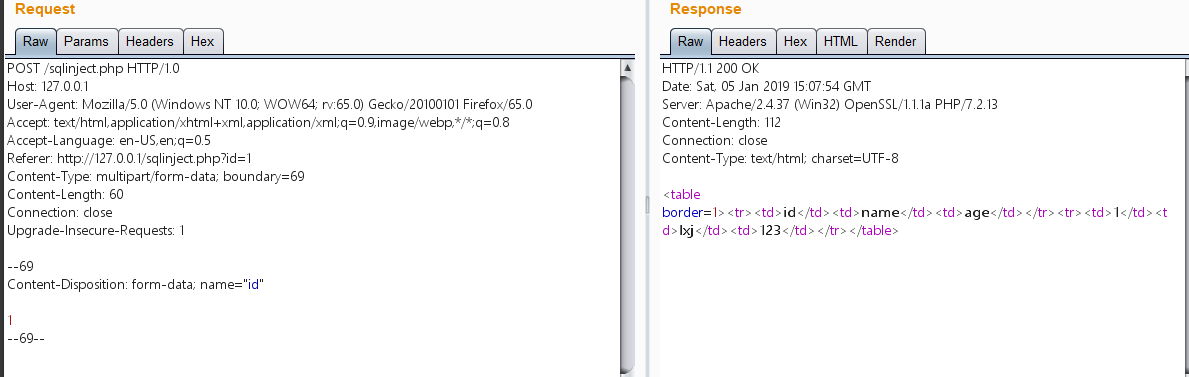 Request
Raw Params Headers Hex
POST /sqlinject.php HTTP/1.0
Host: 127.0.0.1
User-Agent: Mozilla/5.0 (Windows NT 10.0; WOW64; rv:65.0) Gecko/20100101 Firefox/65.0
Accept: text/html,application/xhtml+xml,application/xml;q=0.9,image/webp,*/*;q=0.8
Accept-Language: en-US,en;q=0.5
Referer: http://127.0.0.1/sqlinject.php?id=1
Content-Type: multipart/form-data; boundary=69
Content-Length: 60
Connection: close
Upgrade-Insecure-Requests: 1
--69
Content-Disposition: form-data; name="id"
1
--69--
Response
Raw Headers Hex HTML Render
HTTP/1.1 200 OK
Date: Sat, 05 Jan 2019 15:07:54 GMT
Server: Apache/2.4.37 (Win32) OpenSSL/1.1.1a PHP/7.2.13
Content-Length: 112
Connection: close
Content-Type: text/html; charset=UTF-8
<table
border=1><tr><td>id</td><td>name</td><td>age</td></tr><tr><td>1</td><t
d>lxj</td><td>123</td></tr></table>